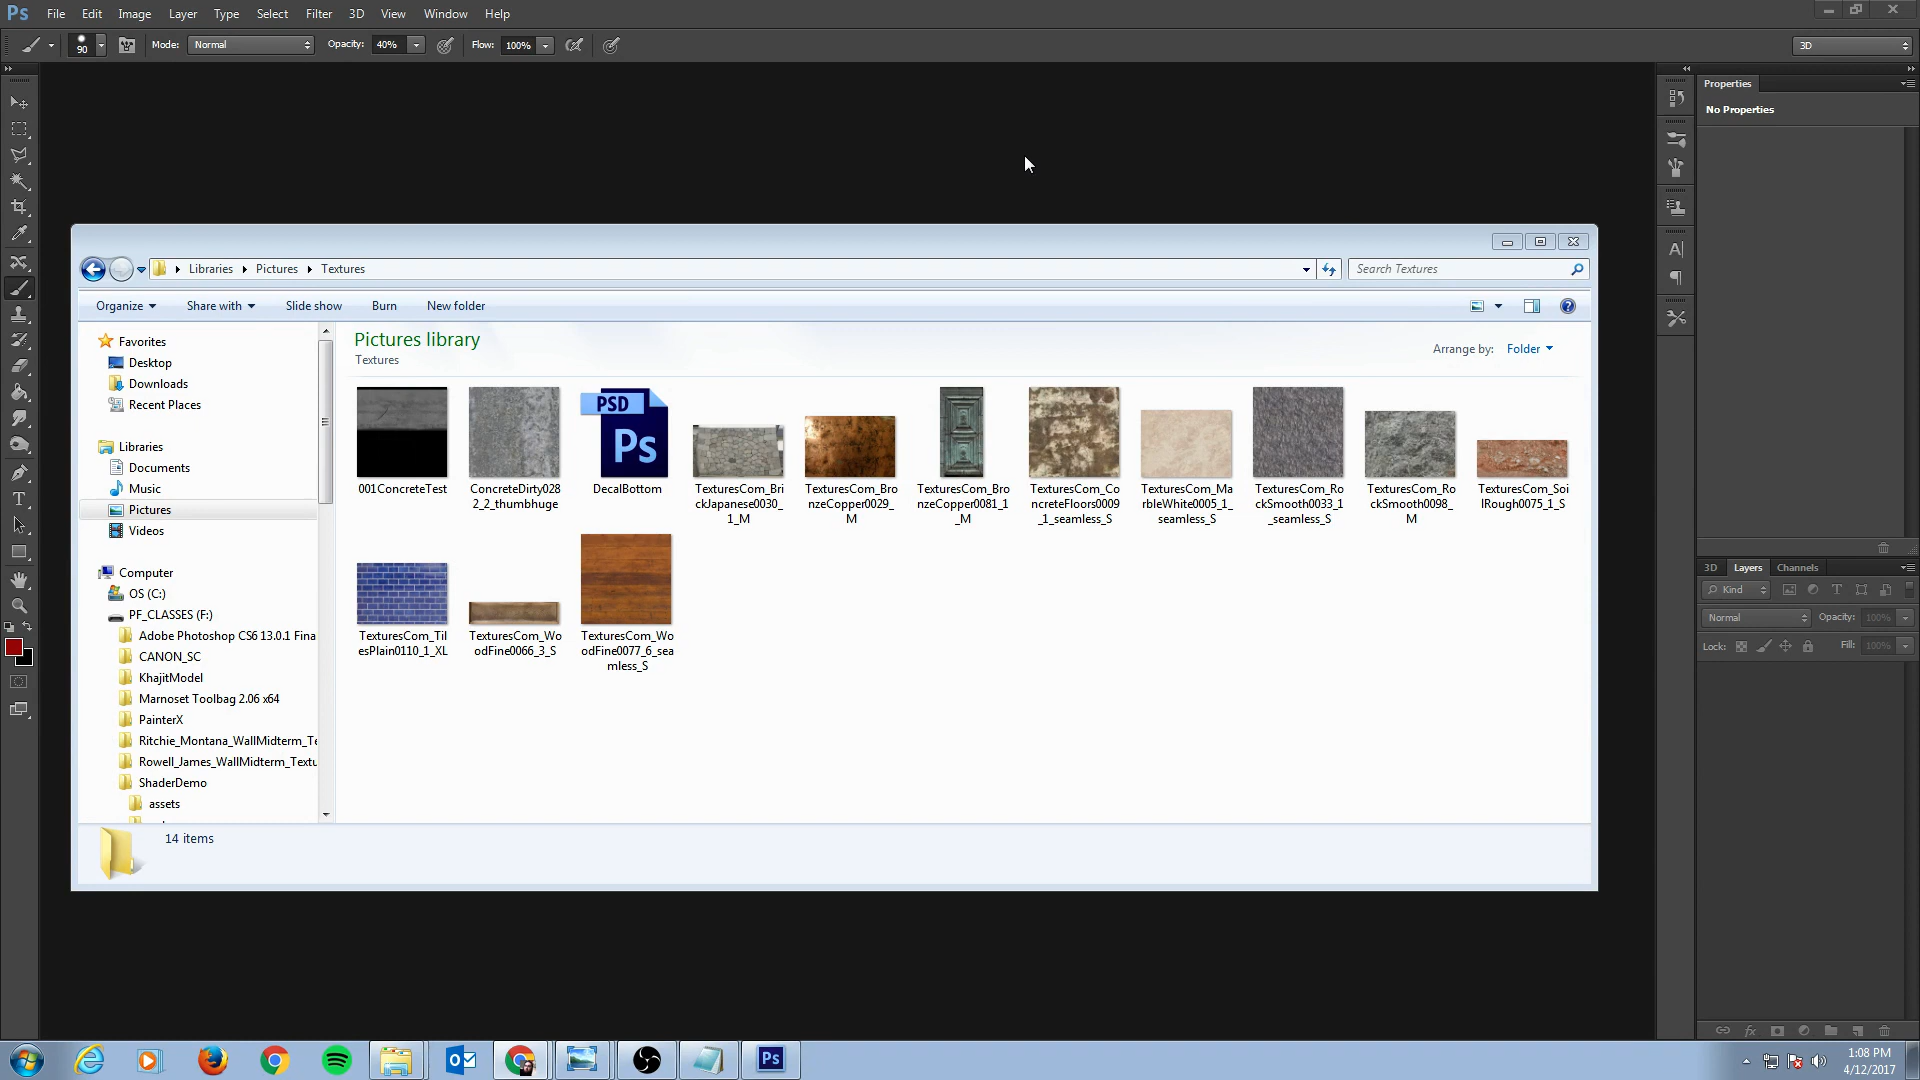 Ps File Edit Image Layer Type Select Filter 3D View Window Help
90 Mode: Normal Opacity: 40% Flow: 100% 3D
Properties
No Properties
Libraries Pictures Textures Search Textures
Organize Share with Slide show Burn New folder
Favorites
Desktop
Downloads
Recent Places
Libraries
Documents
Music
Pictures
Videos
Computer
OS (C:)
PF_CLASSES (F:)
Adobe Photoshop CS6 13.0.1 Fina
CANON_SC
KhajitModel
Marnoset Toolbag 2.06 x64
PainterX
Ritchie_Montana_WallMidterm_Te
Rowell_James_WallMidterm_Textu
ShaderDemo
assets
Pictures library
Textures
Arrange by: Folder
001ConcreteTest
ConcreteDirty028
2_2_thumbhuge
PSD
Ps
DecalBottom
TexturesCom_Bri
ckJapanese0030_
1_M
TexturesCom_Bro
nzeCopper0029_
M
TexturesCom_Bro
nzeCopper0081_1
_M
TexturesCom_Co
ncreteFloors0009
_1_seamless_S
TexturesCom_Ma
rbleWhite0005_1_
seamless_S
TexturesCom_Ro
ckSmooth0033_1
_seamless_S
TexturesCom_Ro
ckSmooth0098_
M
TexturesCom_Soi
lRough0075_1_S
TexturesCom_Til
esPlain0110_1_XL
TexturesCom_Wo
odFine0066_3_S
TexturesCom_Wo
odFine0077_6_sea
mless_S
14 items
3D Layers Channels
Kind
Normal Opacity: 100%
Lock: Fill: 100%
fx
Ps
1:08 PM
4/12/2017